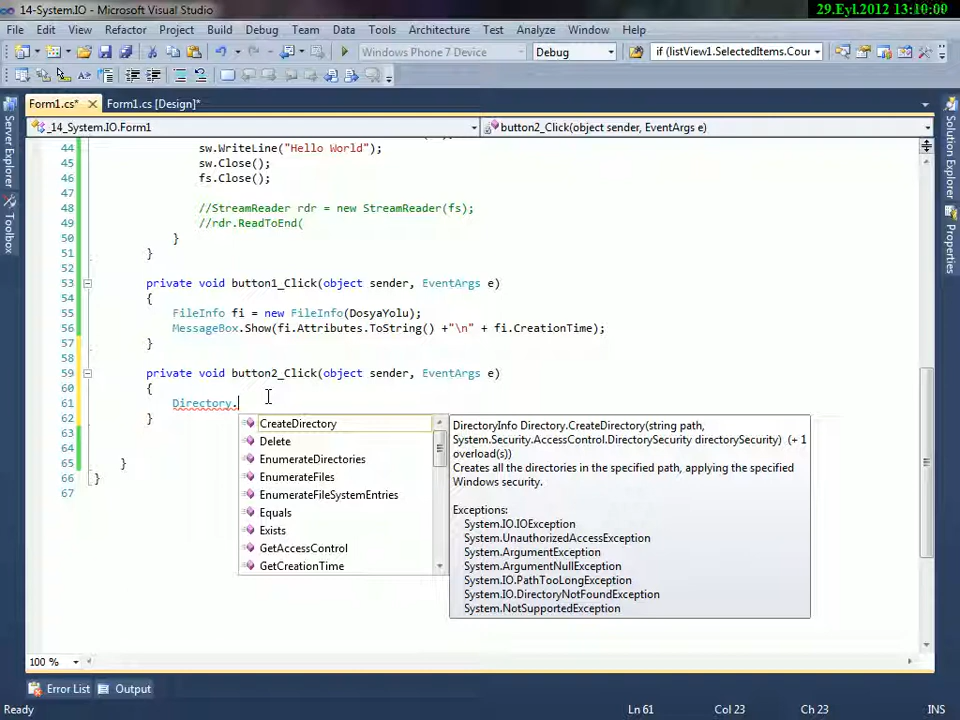 14-System.IO - Microsoft Visual Studio
29.Eyl.2012 13:10:00
File Edit View Refactor Project Build Debug Team Data Tools Architecture Test Analyze Window Help
Windows Phone 7 Device Debug if (listView1.SelectedItems.Cour
Form1.cs* Form1.cs [Design]*
_14_System.IO.Form1 button2_Click(object sender, EventArgs e)
Server Explorer
Toolbox
Solution Explorer
Properties
44 sw.WriteLine("Hello World");
45 sw.Close();
46 fs.Close();
47
48 //StreamReader rdr = new StreamReader(fs);
49 //rdr.ReadToEnd(
50 }
51 }
52
53 private void button1_Click(object sender, EventArgs e)
54 {
55 FileInfo fi = new FileInfo(DosyaYolu);
56 MessageBox.Show(fi.Attributes.ToString() +"\n" + fi.CreationTime);
57 }
58
59 private void button2_Click(object sender, EventArgs e)
60 {
61 Directory.
62 }
63
64
65 }
66 }
67
CreateDirectory
Delete
EnumerateDirectories
EnumerateFiles
EnumerateFileSystemEntries
Equals
Exists
GetAccessControl
GetCreationTime
DirectoryInfo Directory.CreateDirectory(string path,
System.Security.AccessControl.DirectorySecurity directorySecurity) (+ 1
overload(s))
Creates all the directories in the specified path, applying the specified
Windows security.
Exceptions:
System.IO.IOException
System.UnauthorizedAccessException
System.ArgumentException
System.ArgumentNullException
System.IO.PathTooLongException
System.IO.DirectoryNotFoundException
System.NotSupportedException
100 %
Error List Output
Ready Ln 61 Col 23 Ch 23 INS